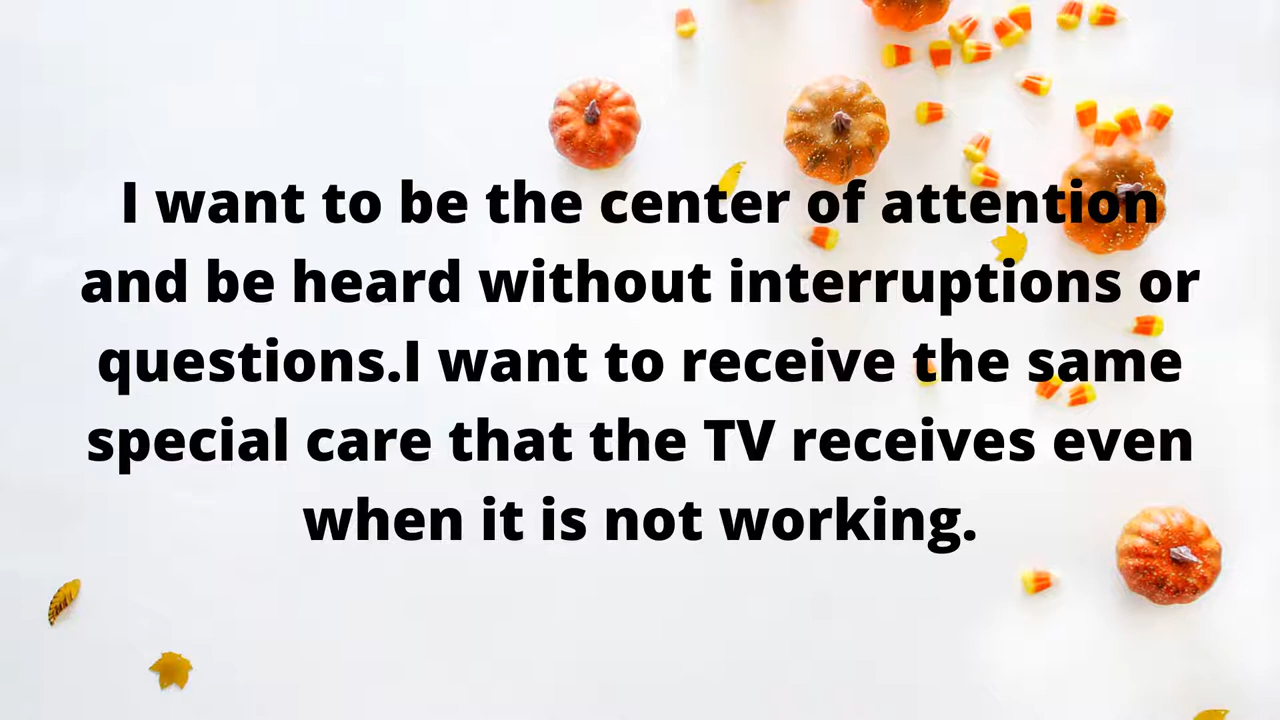 I want to be the center of attention
and be heard without interruptions or
questions.I want to receive the same
special care that the TV receives even
when it is not working.